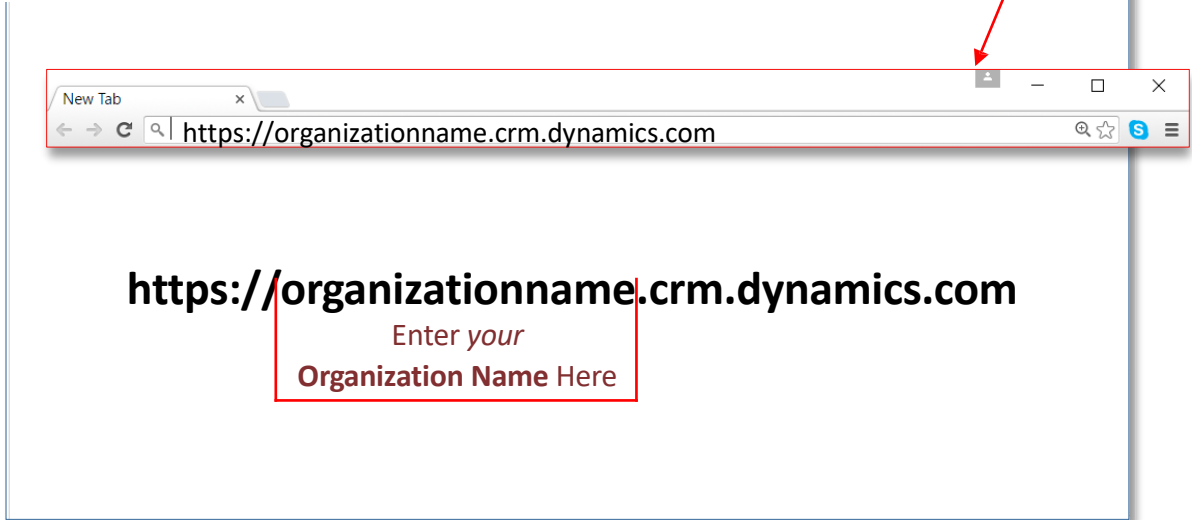 New Tab
https://organizationname.crm.dynamics.com
https://organizationname.crm.dynamics.com
Enter your
Organization Name Here